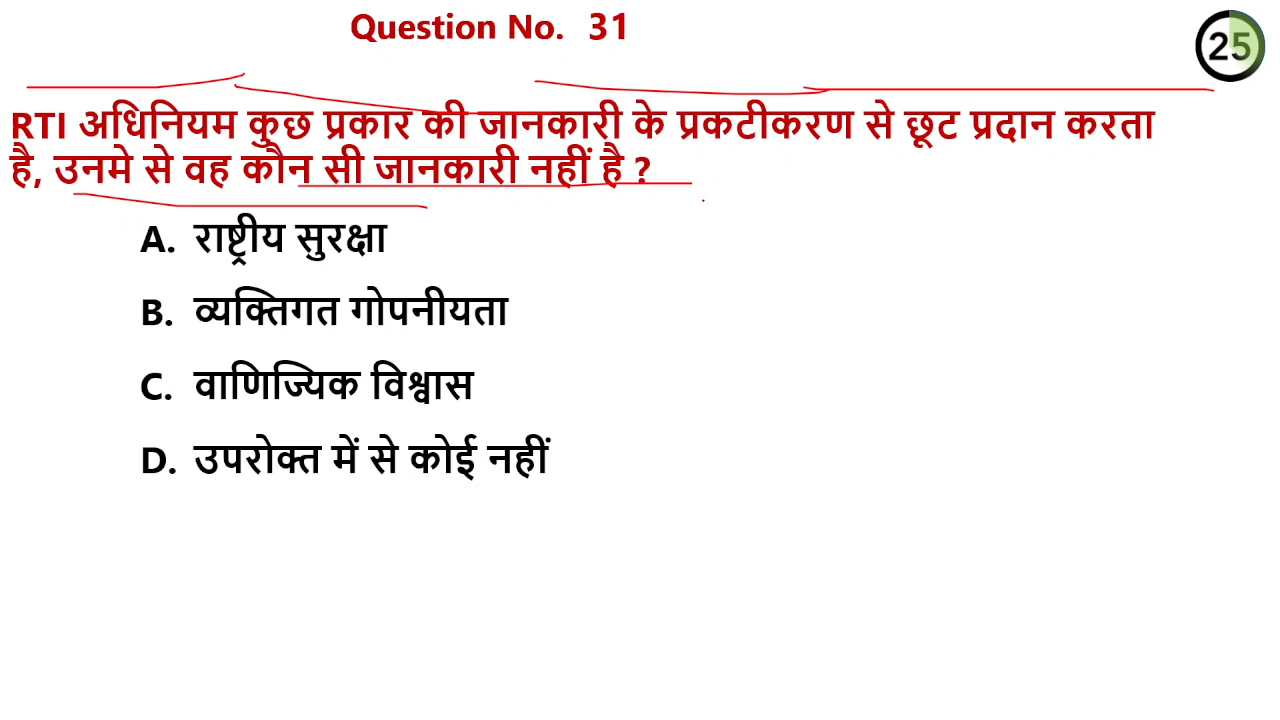 Question No. 31
25
RTI अधिनियम कुछ प्रकार की जानकारी के प्रकटीकरण से छूट प्रदान करता
है, उनमे से वह कौन सी जानकारी नहीं है ?
A. राष्ट्रीय सुरक्षा
B. व्यक्तिगत गोपनीयता
C. वाणिज्यिक विश्वास
D. उपरोक्त में से कोई नहीं